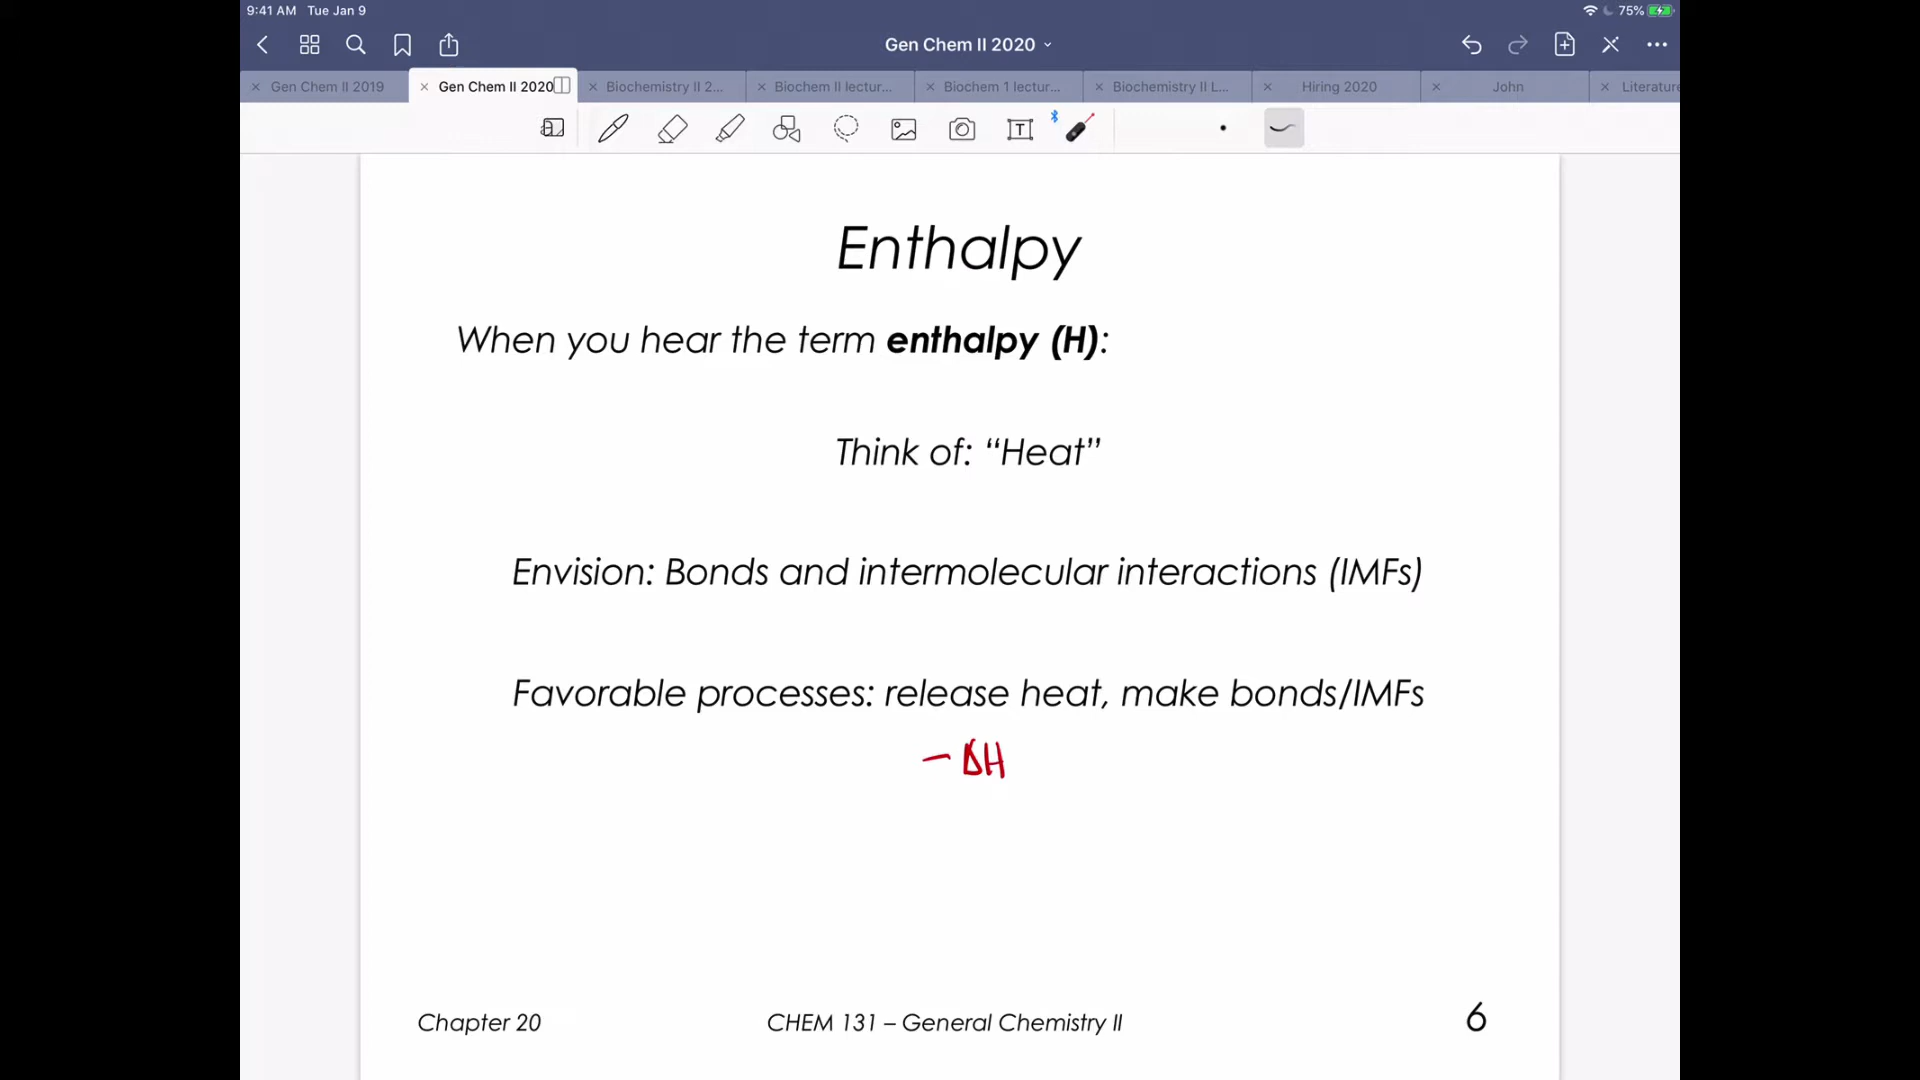 9:41 AM Tue Jan 9 75%
Gen Chem II 2020
Gen Chem II 2019 Gen Chem II 2020 Biochemistry II 2... Biochem II lectur... Biochem 1 lectur... Biochemistry II L... Hiring 2020 John Literature
Enthalpy
When you hear the term enthalpy (H):
Think of: “Heat”
Envision: Bonds and intermolecular interactions (IMFs)
Favorable processes: release heat, make bonds/IMFs
- ΔH
Chapter 20 CHEM 131 – General Chemistry II 6